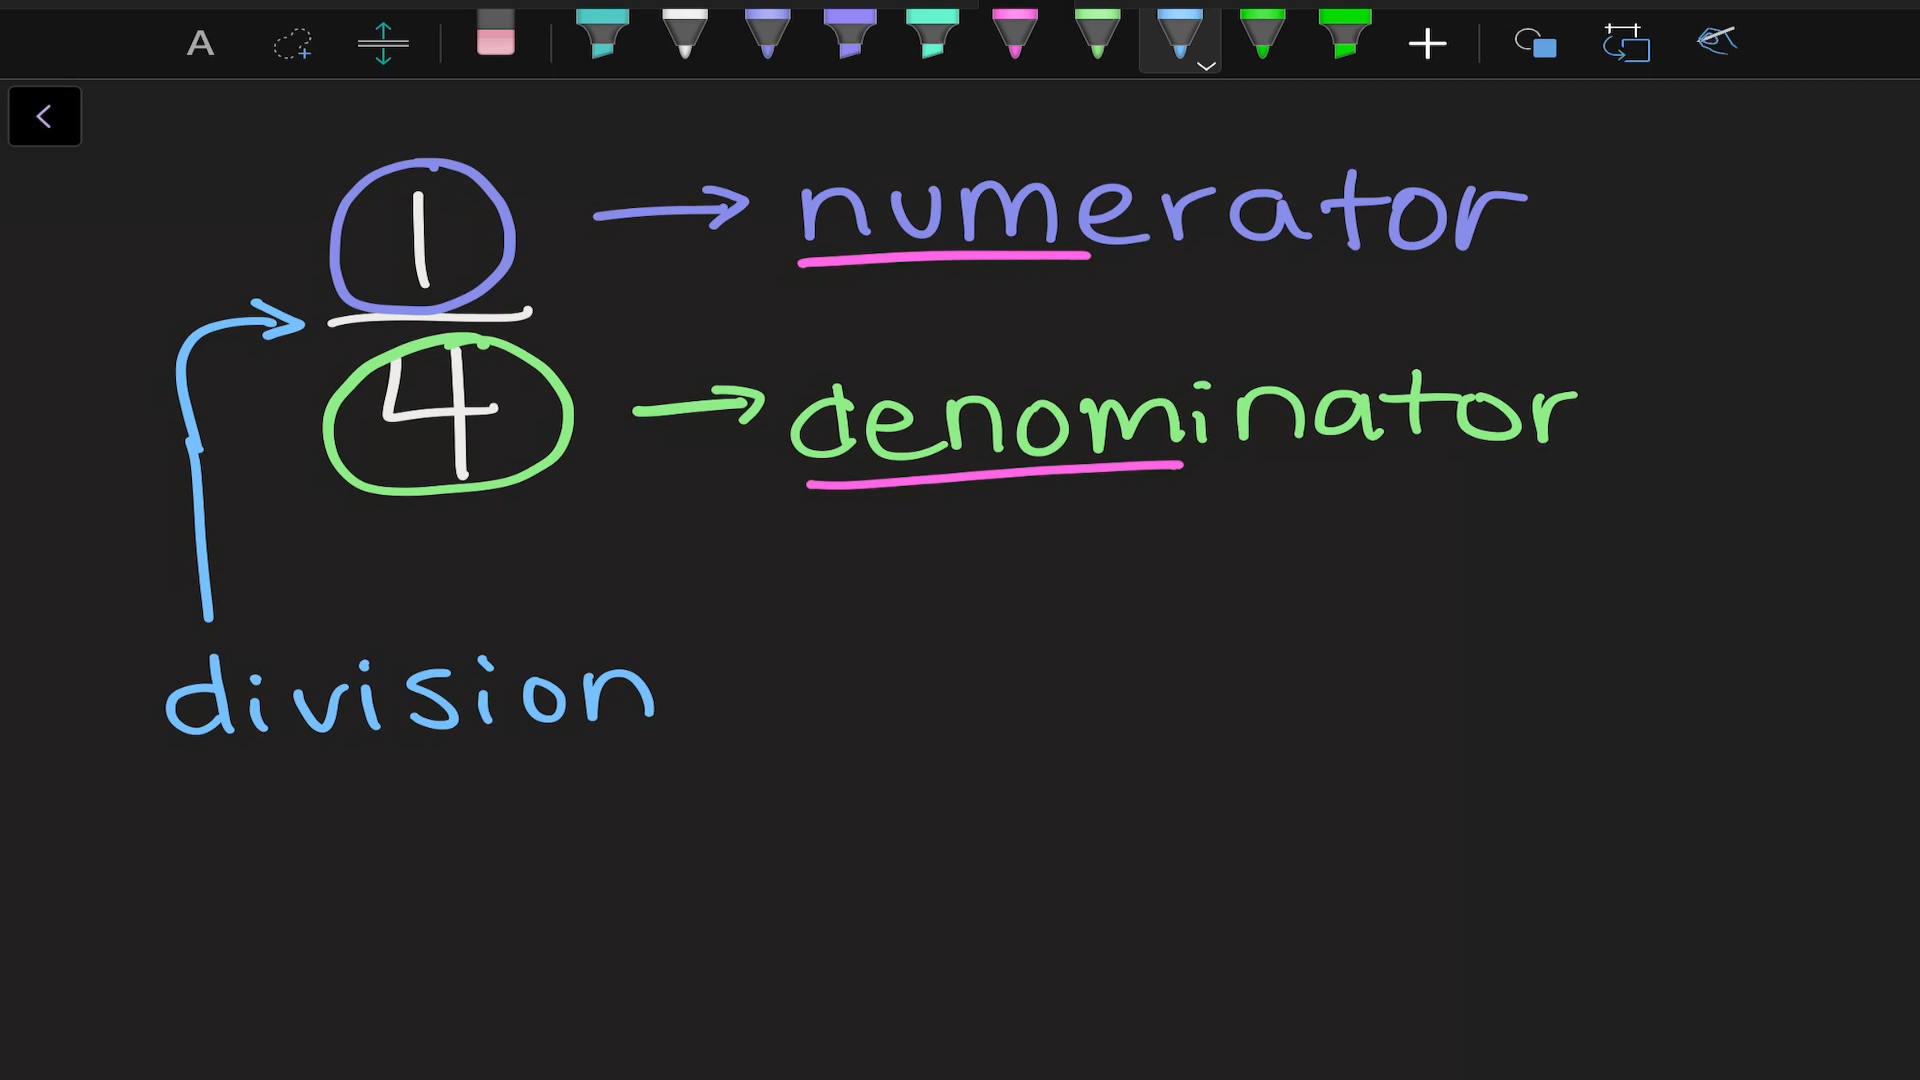 A
1 → numerator
4 → denominator
division